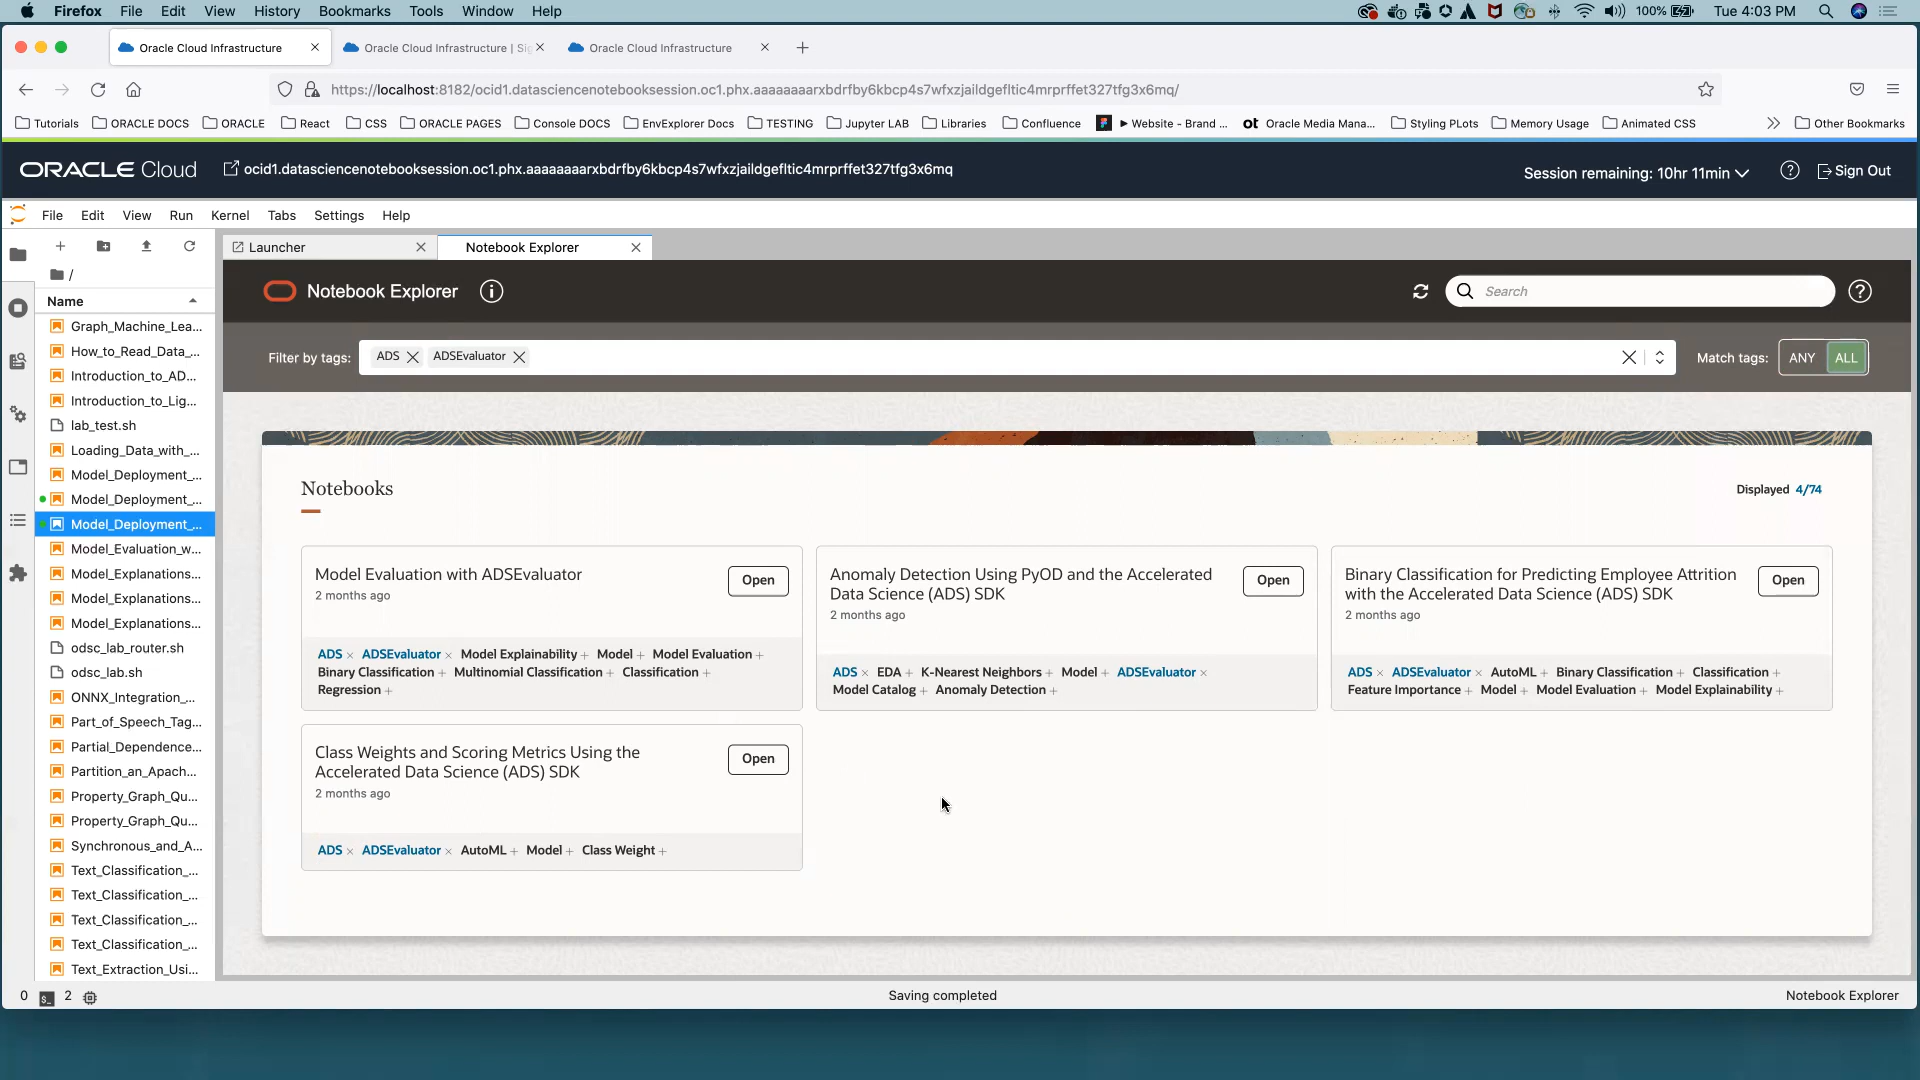 Firefox File Edit View History Bookmarks Tools Window Help 100% Tue 4:03 PM
Oracle Cloud Infrastructure Oracle Cloud Infrastructure | Oracle Cloud Infrastructure
https://localhost:8182/ocid1.datasciencenotebooksession.oc1.phx.aaaaaaaarxbdrfby6kbcp4s7wfxzjaildgefltic4mrprffet327tfg3x6mq/
Tutorials ORACLE DOCS ORACLE React CSS ORACLE PAGES Console DOCS EnvExplorer Docs TESTING Jupyter LAB Libraries Confluence ► Website - Brand ... ot Oracle Media Mana... Styling PLots Memory Usage Animated CSS Other Bookmarks
ORACLE Cloud ocid1.datasciencenotebooksession.oc1.phx.aaaaaaaarxbdrfby6kbcp4s7wfxzjaildgefltic4mrprffet327tfg3x6mq Session remaining: 10hr 11min Sign Out
File Edit View Run Kernel Tabs Settings Help
Launcher Notebook Explorer
/
Name
Graph_Machine_Lea...
How_to_Read_Data_...
Introduction_to_AD...
Introduction_to_Lig...
lab_test.sh
Loading_Data_with_...
Model_Deployment_...
Model_Deployment_...
Model_Deployment_...
Model_Evaluation_w...
Model_Explanations...
Model_Explanations...
Model_Explanations...
odsc_lab_router.sh
odsc_lab.sh
ONNX_Integration_...
Part_of_Speech_Tag...
Partial_Dependence...
Partition_an_Apach...
Property_Graph_Qu...
Property_Graph_Qu...
Synchronous_and_A...
Text_Classification_...
Text_Classification_...
Text_Classification_...
Text_Classification_...
Text_Extraction_Usi...
Notebook Explorer Search
Filter by tags: ADS ADSEvaluator Match tags: ANY ALL
Notebooks
Displayed 4/74
Model Evaluation with ADSEvaluator
2 months ago
Open
ADS × ADSEvaluator × Model Explainability + Model + Model Evaluation +
Binary Classification + Multinomial Classification + Classification +
Regression +
Anomaly Detection Using PyOD and the Accelerated
Data Science (ADS) SDK
2 months ago
Open
ADS × EDA + K-Nearest Neighbors + Model + ADSEvaluator ×
Model Catalog + Anomaly Detection +
Binary Classification for Predicting Employee Attrition
with the Accelerated Data Science (ADS) SDK
2 months ago
Open
ADS × ADSEvaluator × AutoML + Binary Classification + Classification +
Feature Importance + Model + Model Evaluation + Model Explainability +
Class Weights and Scoring Metrics Using the
Accelerated Data Science (ADS) SDK
2 months ago
Open
ADS × ADSEvaluator × AutoML + Model + Class Weight +
0 2 Saving completed Notebook Explorer